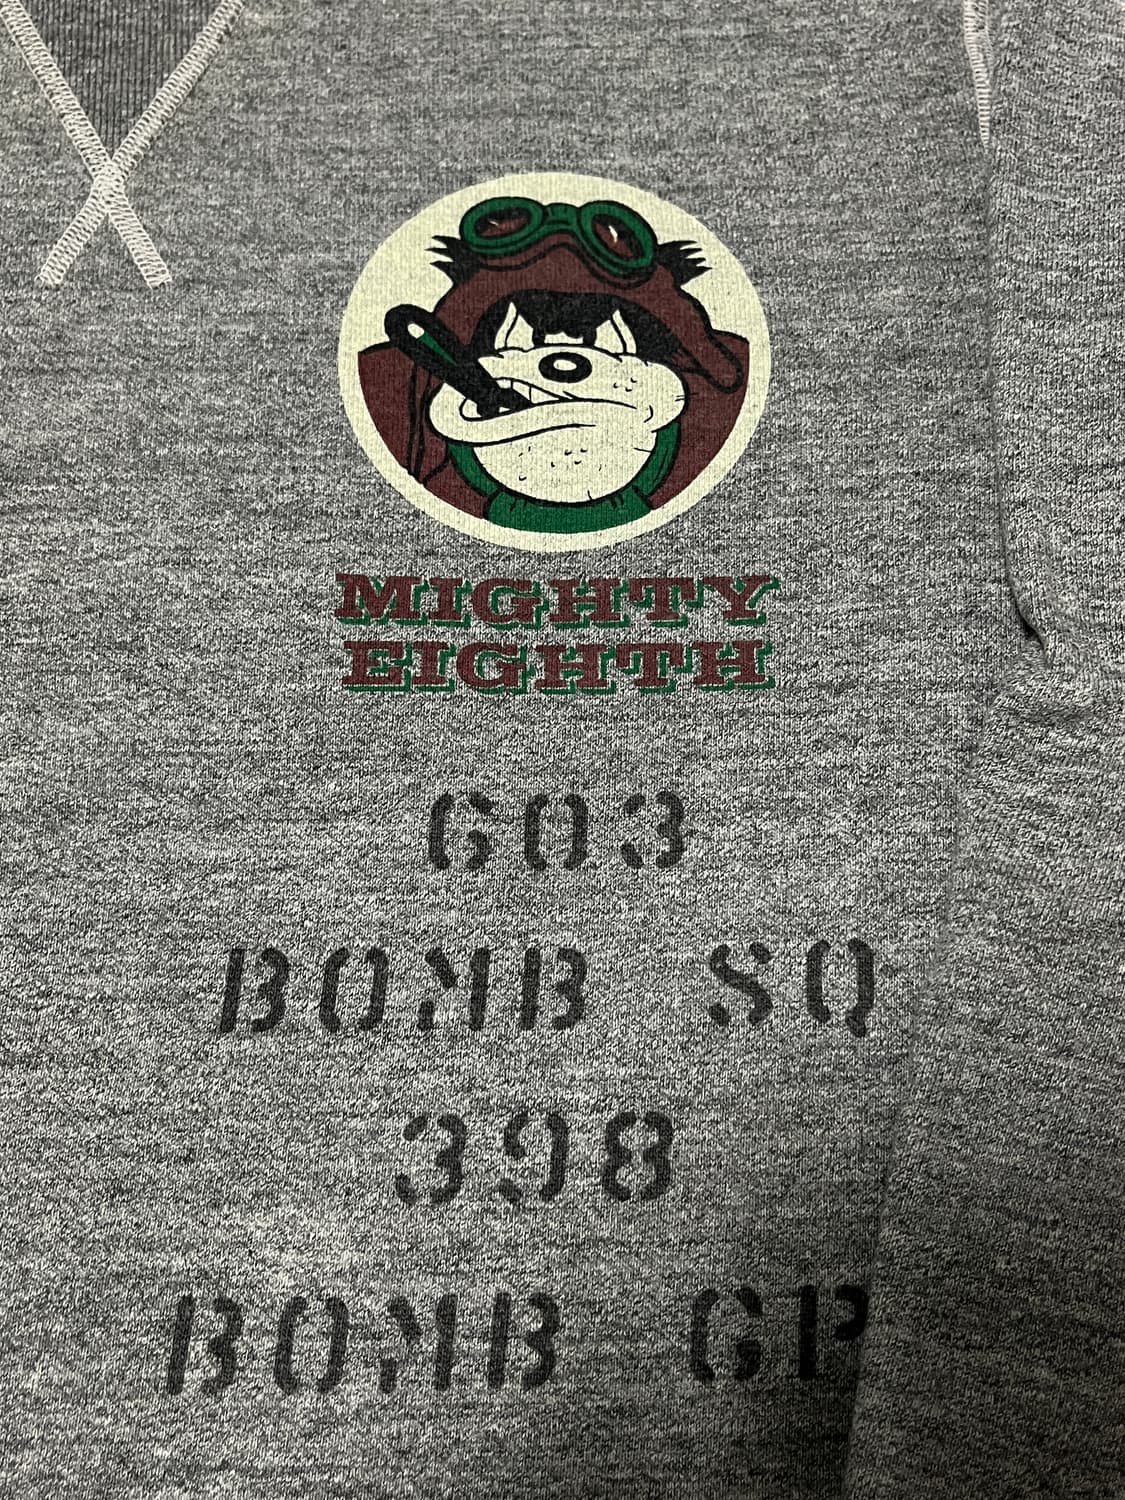 MIGHTY
EIGHTH
603
BOMB SQ
398
BOMB GP